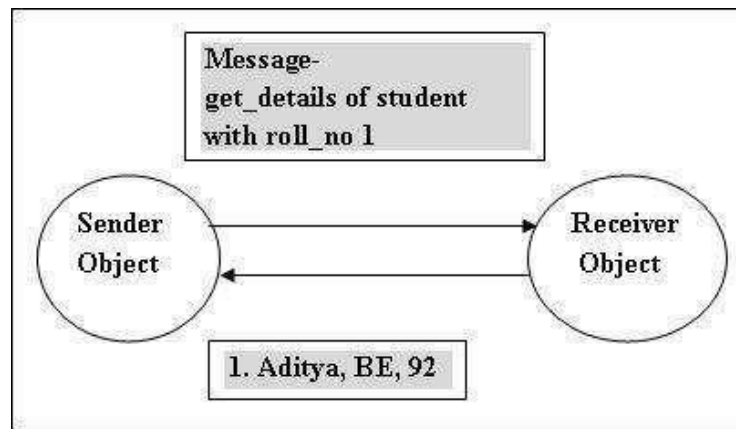 Message-
get_details of student
with roll_no 1
Sender
Object
Receiver
Object
1. Aditya, BE, 92